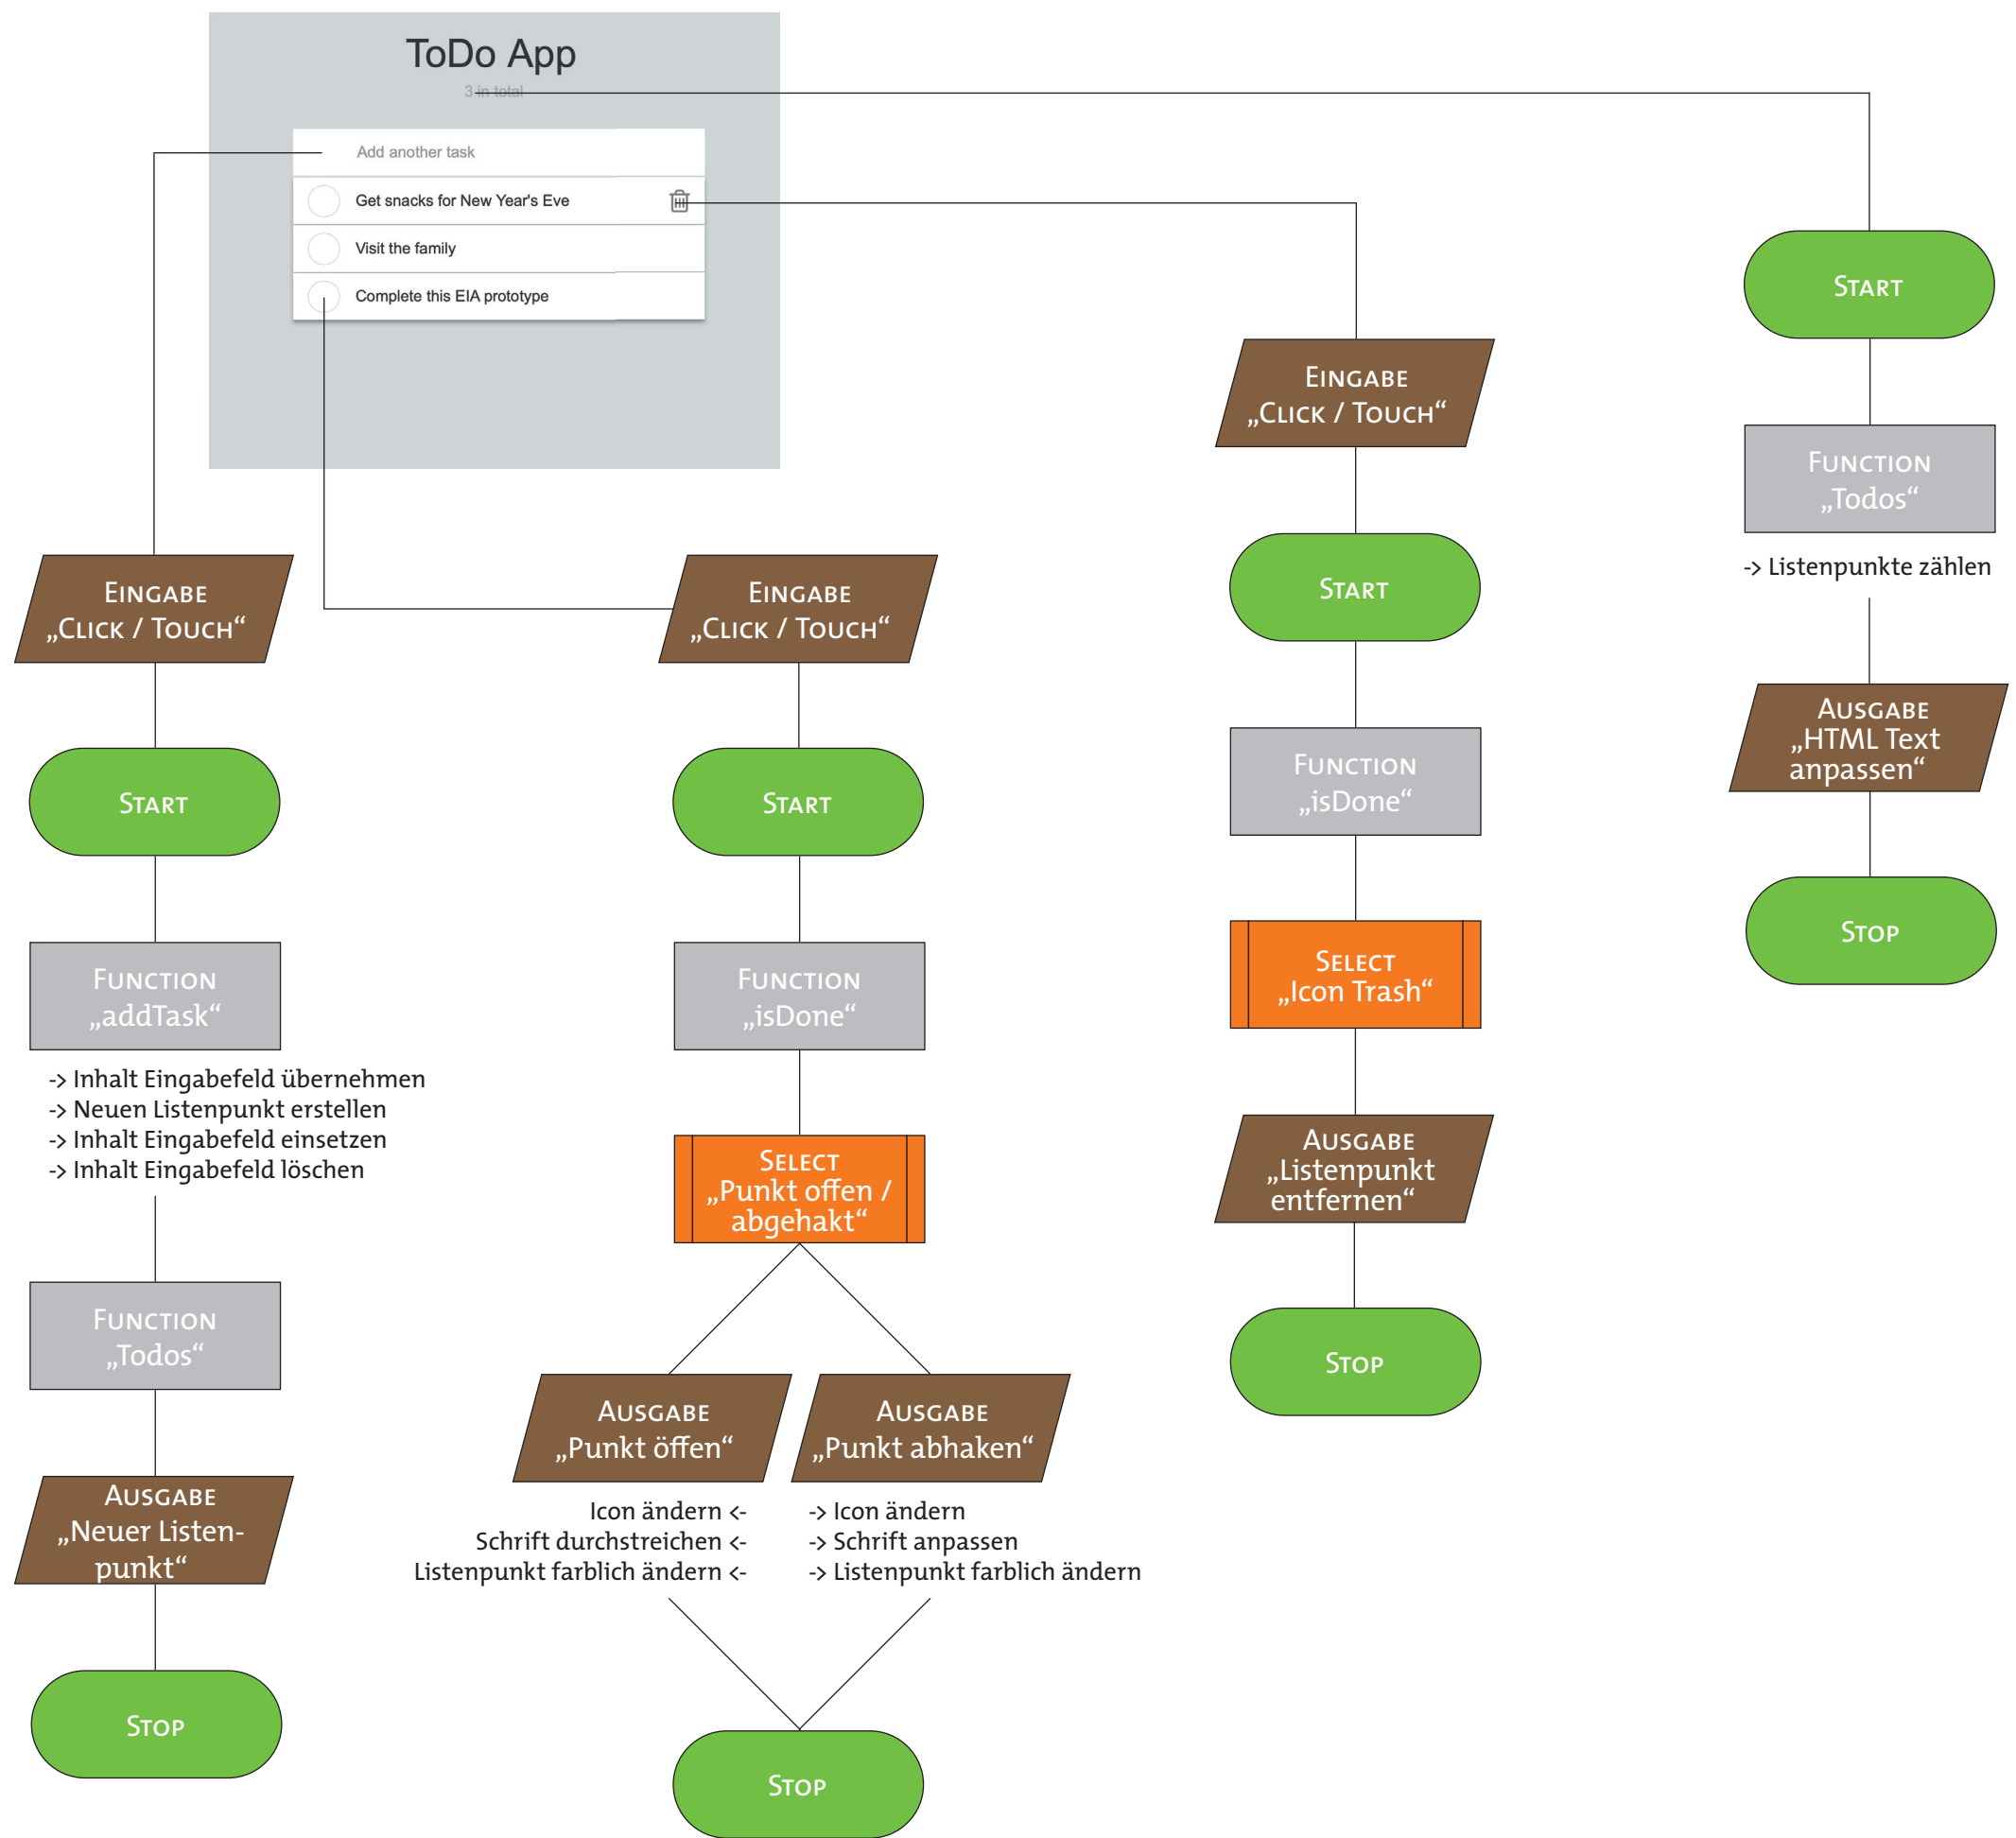 ToDo App
3 in total
Add another task
Get snacks for New Year's Eve
Visit the family
Complete this EIA prototype
Eingabe
„Click / Touch“
Start
Function
„addTask“
-> Inhalt Eingabefeld übernehmen
-> Neuen Listenpunkt erstellen
-> Inhalt Eingabefeld einsetzen
-> Inhalt Eingabefeld löschen
Function
„Todos“
Ausgabe
„Neuer Listen-
punkt“
Stop
Eingabe
„Click / Touch“
Start
Function
„isDone“
Select
„Punkt offen /
abgehakt“
Ausgabe
„Punkt öffen“
Icon ändern <-
Schrift durchstreichen <-
Listenpunkt farblich ändern <-
Ausgabe
„Punkt abhaken“
-> Icon ändern
-> Schrift anpassen
-> Listenpunkt farblich ändern
Stop
Eingabe
„Click / Touch“
Start
Function
„isDone“
Select
„Icon Trash“
Ausgabe
„Listenpunkt
entfernen“
Stop
Start
Function
„Todos“
-> Listenpunkte zählen
Ausgabe
„HTML Text
anpassen“
Stop